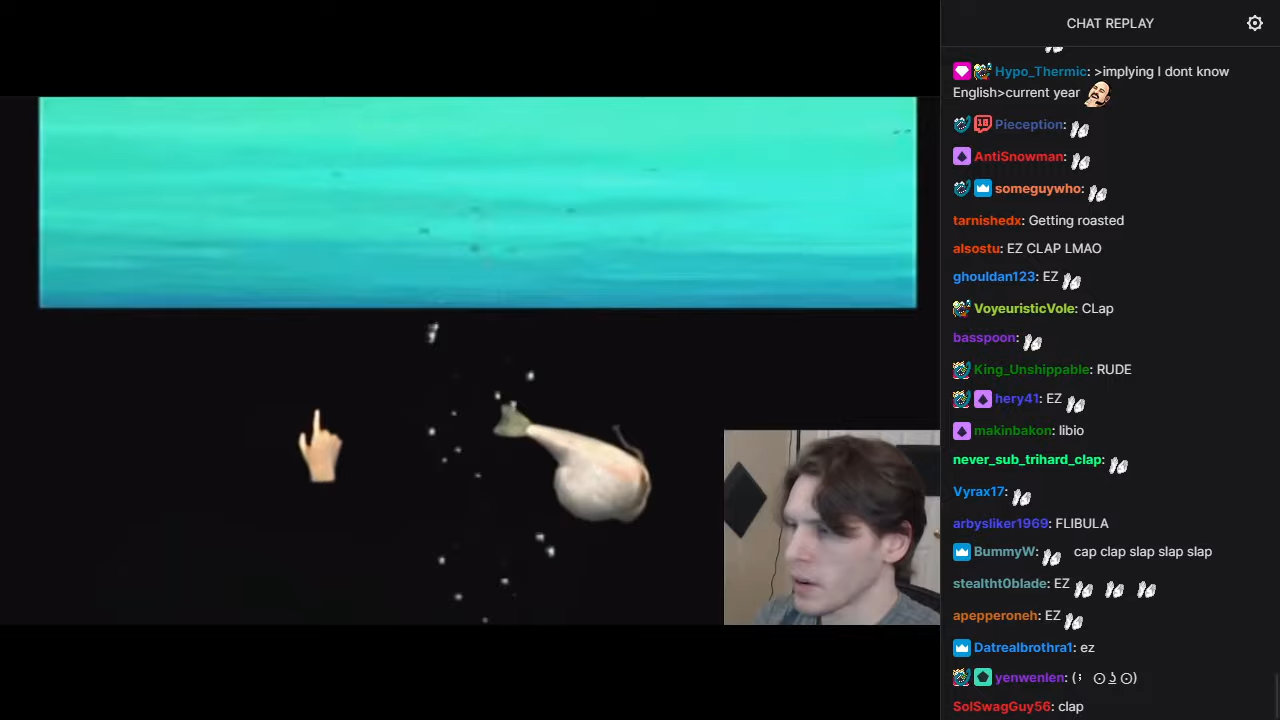 CHAT REPLAY
Hypo_Thermic: >implying I dont know
English>current year
Pieception:
AntiSnowman:
someguywho:
tarnishedx: Getting roasted
alsostu: EZ CLAP LMAO
ghouldan123: EZ
VoyeuristicVole: CLap
basspoon:
King_Unshippable: RUDE
hery41: EZ
makinbakon: libio
never_sub_trihard_clap:
Vyrax17:
arbysliker1969: FLIBULA
BummyW: cap clap slap slap slap
stealtht0blade: EZ
apepperoneh: EZ
Datrealbrothra1: ez
yenwenlen: (⁏ ʘ͜ʖʘ)
SolSwagGuy56: clap